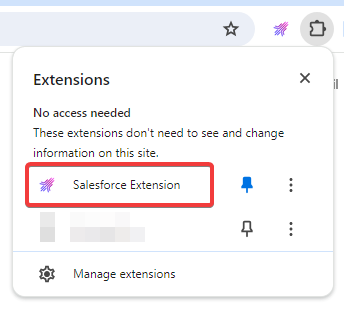 Extensions
No access needed
These extensions don't need to see and change
information on this site.
Salesforce Extension
Manage extensions